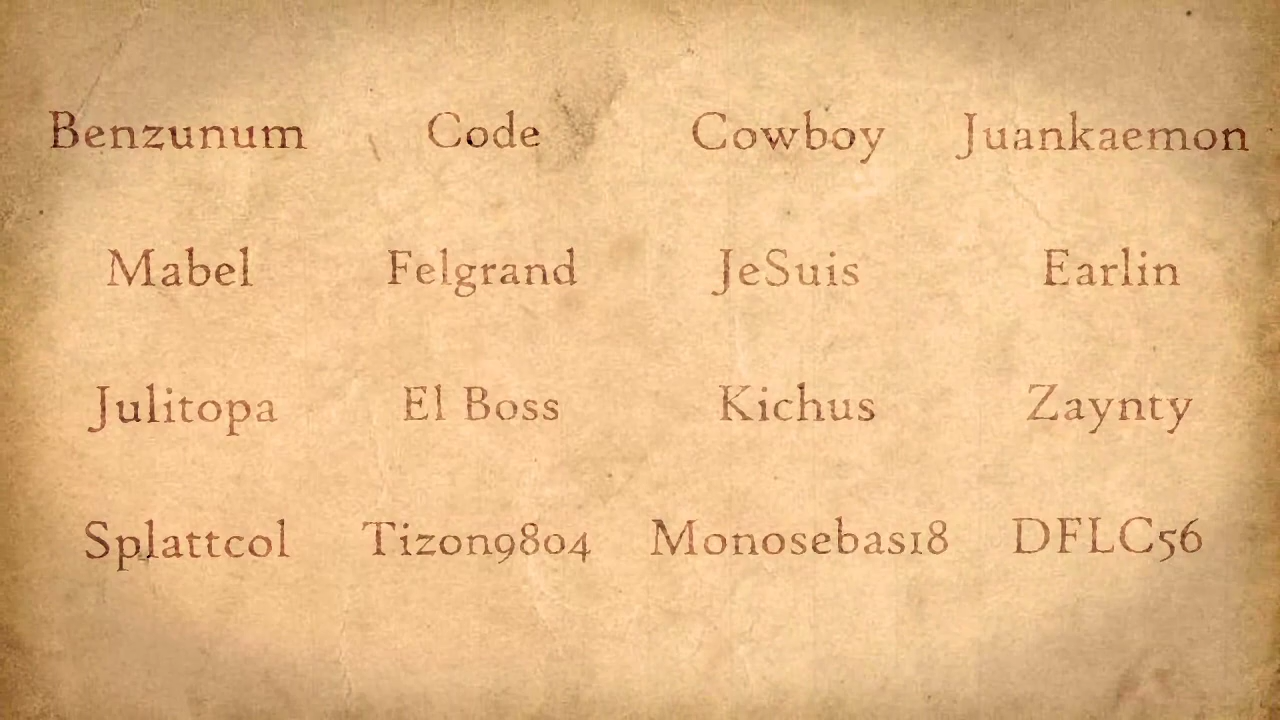 Benzunum Code Cowboy Juankaemon
Mabel Felgrand JeSuis Earlin
Julitopa El Boss Kichus Zaynty
Splattcol Tizon9804 Monosebas18 DFLC56